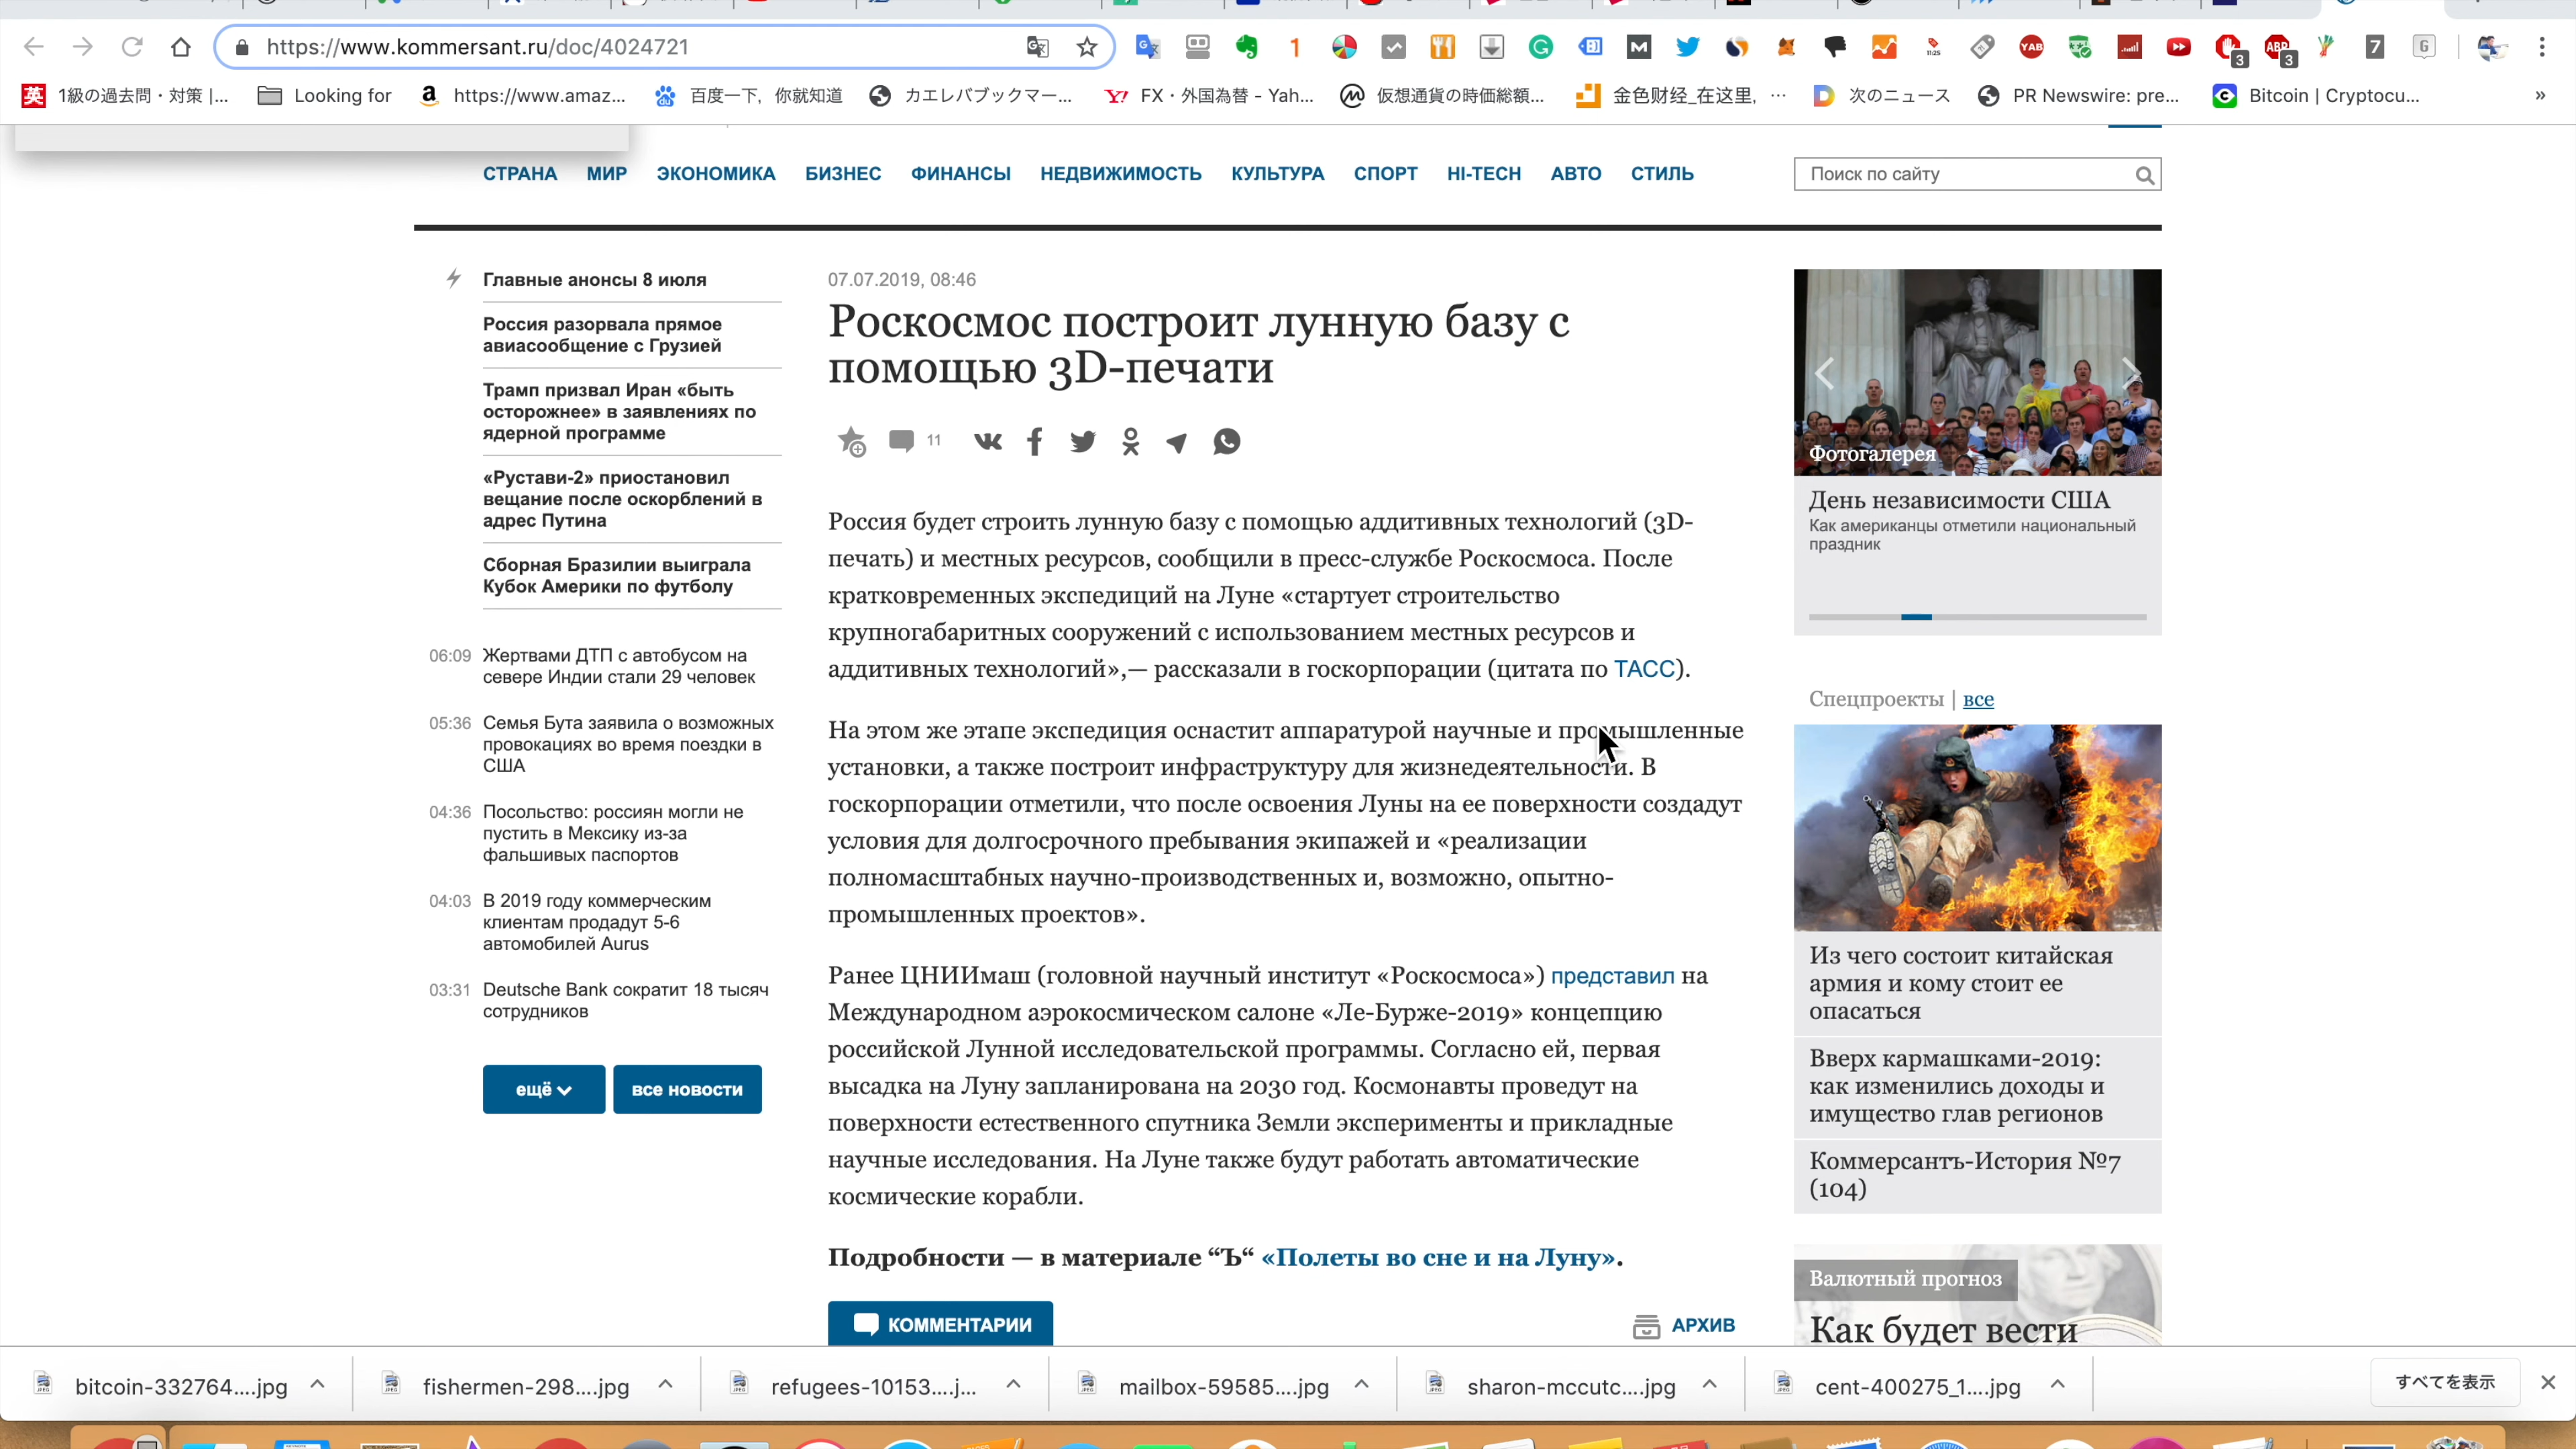 https://www.kommersant.ru/doc/4024721
1級の過去問・対策 |...
Looking for
https://www.amaz...
百度一下，你就知道
カエレバブックマー...
FX・外国為替 - Yah...
仮想通貨の時価総額...
金色财经_在这里, ...
次のニュース
PR Newswire: pre...
Bitcoin | Cryptocu...
»
СТРАНА МИР ЭКОНОМИКА БИЗНЕС ФИНАНСЫ НЕДВИЖИМОСТЬ КУЛЬТУРА СПОРТ HI-TECH АВТО СТИЛЬ
Поиск по сайту
Главные анонсы 8 июля
Россия разорвала прямое
авиасообщение с Грузией
Трамп призвал Иран «быть
осторожнее» в заявлениях по
ядерной программе
«Рустави-2» приостановил
вещание после оскорблений в
адрес Путина
Сборная Бразилии выиграла
Кубок Америки по футболу
06:09 Жертвами ДТП с автобусом на
севере Индии стали 29 человек
05:36 Семья Бута заявила о возможных
провокациях во время поездки в
США
04:36 Посольство: россиян могли не
пустить в Мексику из-за
фальшивых паспортов
04:03 В 2019 году коммерческим
клиентам продадут 5-6
автомобилей Aurus
03:31 Deutsche Bank сократит 18 тысяч
сотрудников
ещё
все новости
07.07.2019, 08:46
Роскосмос построит лунную базу с
помощью 3D-печати
11
Россия будет строить лунную базу с помощью аддитивных технологий (3D-
печать) и местных ресурсов, сообщили в пресс-службе Роскосмоса. После
кратковременных экспедиций на Луне «стартует строительство
крупногабаритных сооружений с использованием местных ресурсов и
аддитивных технологий»,— рассказали в госкорпорации (цитата по ТАСС).
На этом же этапе экспедиция оснастит аппаратурой научные и промышленные
установки, а также построит инфраструктуру для жизнедеятельности. В
госкорпорации отметили, что после освоения Луны на ее поверхности создадут
условия для долгосрочного пребывания экипажей и «реализации
полномасштабных научно-производственных и, возможно, опытно-
промышленных проектов».
Ранее ЦНИИмаш (головной научный институт «Роскосмоса») представил на
Международном аэрокосмическом салоне «Ле-Бурже-2019» концепцию
российской Лунной исследовательской программы. Согласно ей, первая
высадка на Луну запланирована на 2030 год. Космонавты проведут на
поверхности естественного спутника Земли эксперименты и прикладные
научные исследования. На Луне также будут работать автоматические
космические корабли.
Подробности — в материале “Ъ“ «Полеты во сне и на Луну».
КОММЕНТАРИИ
АРХИВ
Фотогалерея
День независимости США
Как американцы отметили национальный
праздник
Спецпроекты | все
Из чего состоит китайская
армия и кому стоит ее
опасаться
Вверх кармашками-2019:
как изменились доходы и
имущество глав регионов
Коммерсантъ-История №7
(104)
Валютный прогноз
Как будет вести
bitcoin-332764....jpg
fishermen-298....jpg
refugees-10153....j...
mailbox-59585....jpg
sharon-mccutc....jpg
cent-400275_1....jpg
すべてを表示